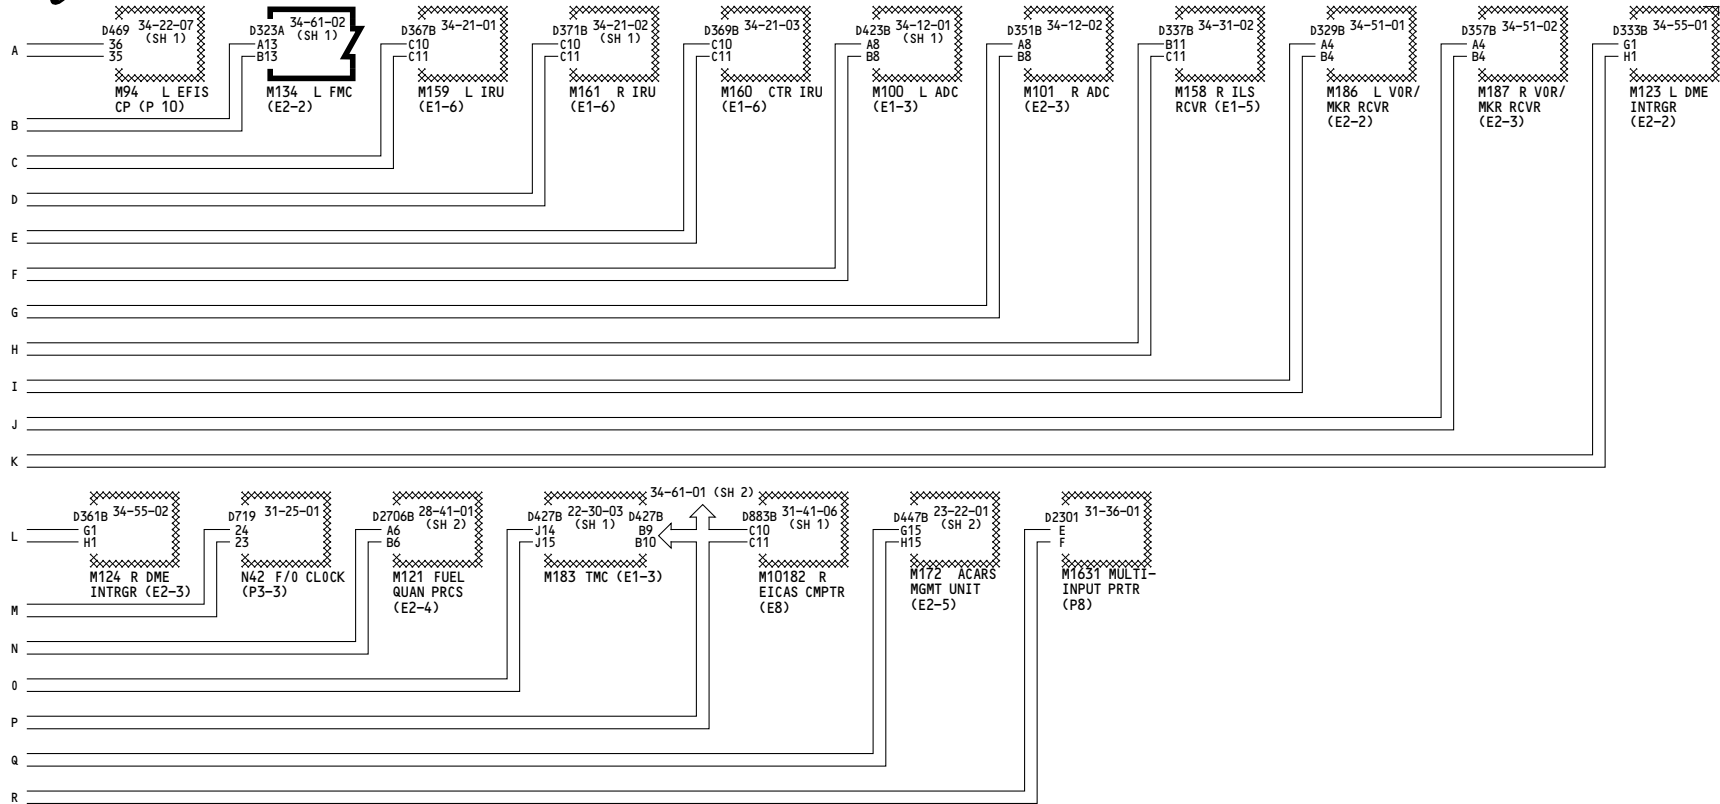 A
D469 34-22-07
(SH 1)
36
35
M94 L EFIS
CP (P 10)
D323A 34-61-02
(SH 1)
A13
B13
M134 L FMC
(E2-2)
D367B 34-21-01
C10
C11
M159 L IRU
(E1-6)
D371B 34-21-02
(SH 1)
C10
C11
M161 R IRU
(E1-6)
D369B 34-21-03
C10
C11
M160 CTR IRU
(E1-6)
D423B 34-12-01
(SH 1)
A8
B8
M100 L ADC
(E1-3)
D351B 34-12-02
A8
B8
M101 R ADC
(E2-3)
D337B 34-31-02
B11
C11
M158 R ILS
RCVR (E1-5)
D329B 34-51-01
A4
B4
M186 L VOR/
MKR RCVR
(E2-2)
D357B 34-51-02
A4
B4
M187 R VOR/
MKR RCVR
(E2-3)
D333B 34-55-01
G1
H1
M123 L DME
INTRGR
(E2-2)
B
C
D
E
F
G
H
I
J
K
L
D361B 34-55-02
G1
H1
M124 R DME
INTRGR (E2-3)
D719 31-25-01
24
23
N42 F/O CLOCK
(P3-3)
D2706B 28-41-01
(SH 2)
A6
B6
M121 FUEL
QUAN PRCS
(E2-4)
D427B 22-30-03 D427B
(SH 1)
J14 B9
J15 B10
M183 TMC (E1-3)
34-61-01 (SH 2)
D883B 31-41-06
(SH 1)
C10
C11
M10182 R
EICAS CMPTR
(E8)
D447B 23-22-01
(SH 2)
G15
H15
M172 ACARS
MGMT UNIT
(E2-5)
D2301 31-36-01
E
F
M1631 MULTI-
INPUT PRTR
(P8)
M
N
O
P
Q
R